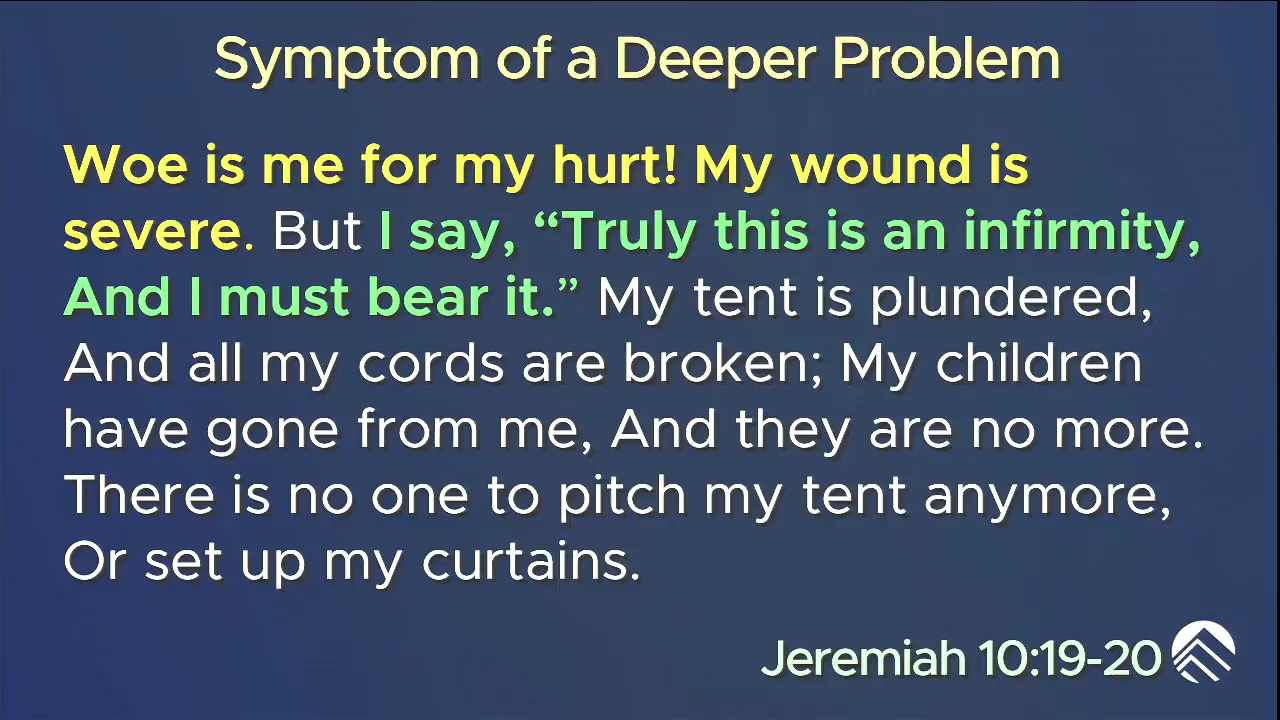 Symptom of a Deeper Problem
Woe is me for my hurt! My wound is
severe. But I say, “Truly this is an infirmity,
And I must bear it.” My tent is plundered,
And all my cords are broken; My children
have gone from me, And they are no more.
There is no one to pitch my tent anymore,
Or set up my curtains.
Jeremiah 10:19-20